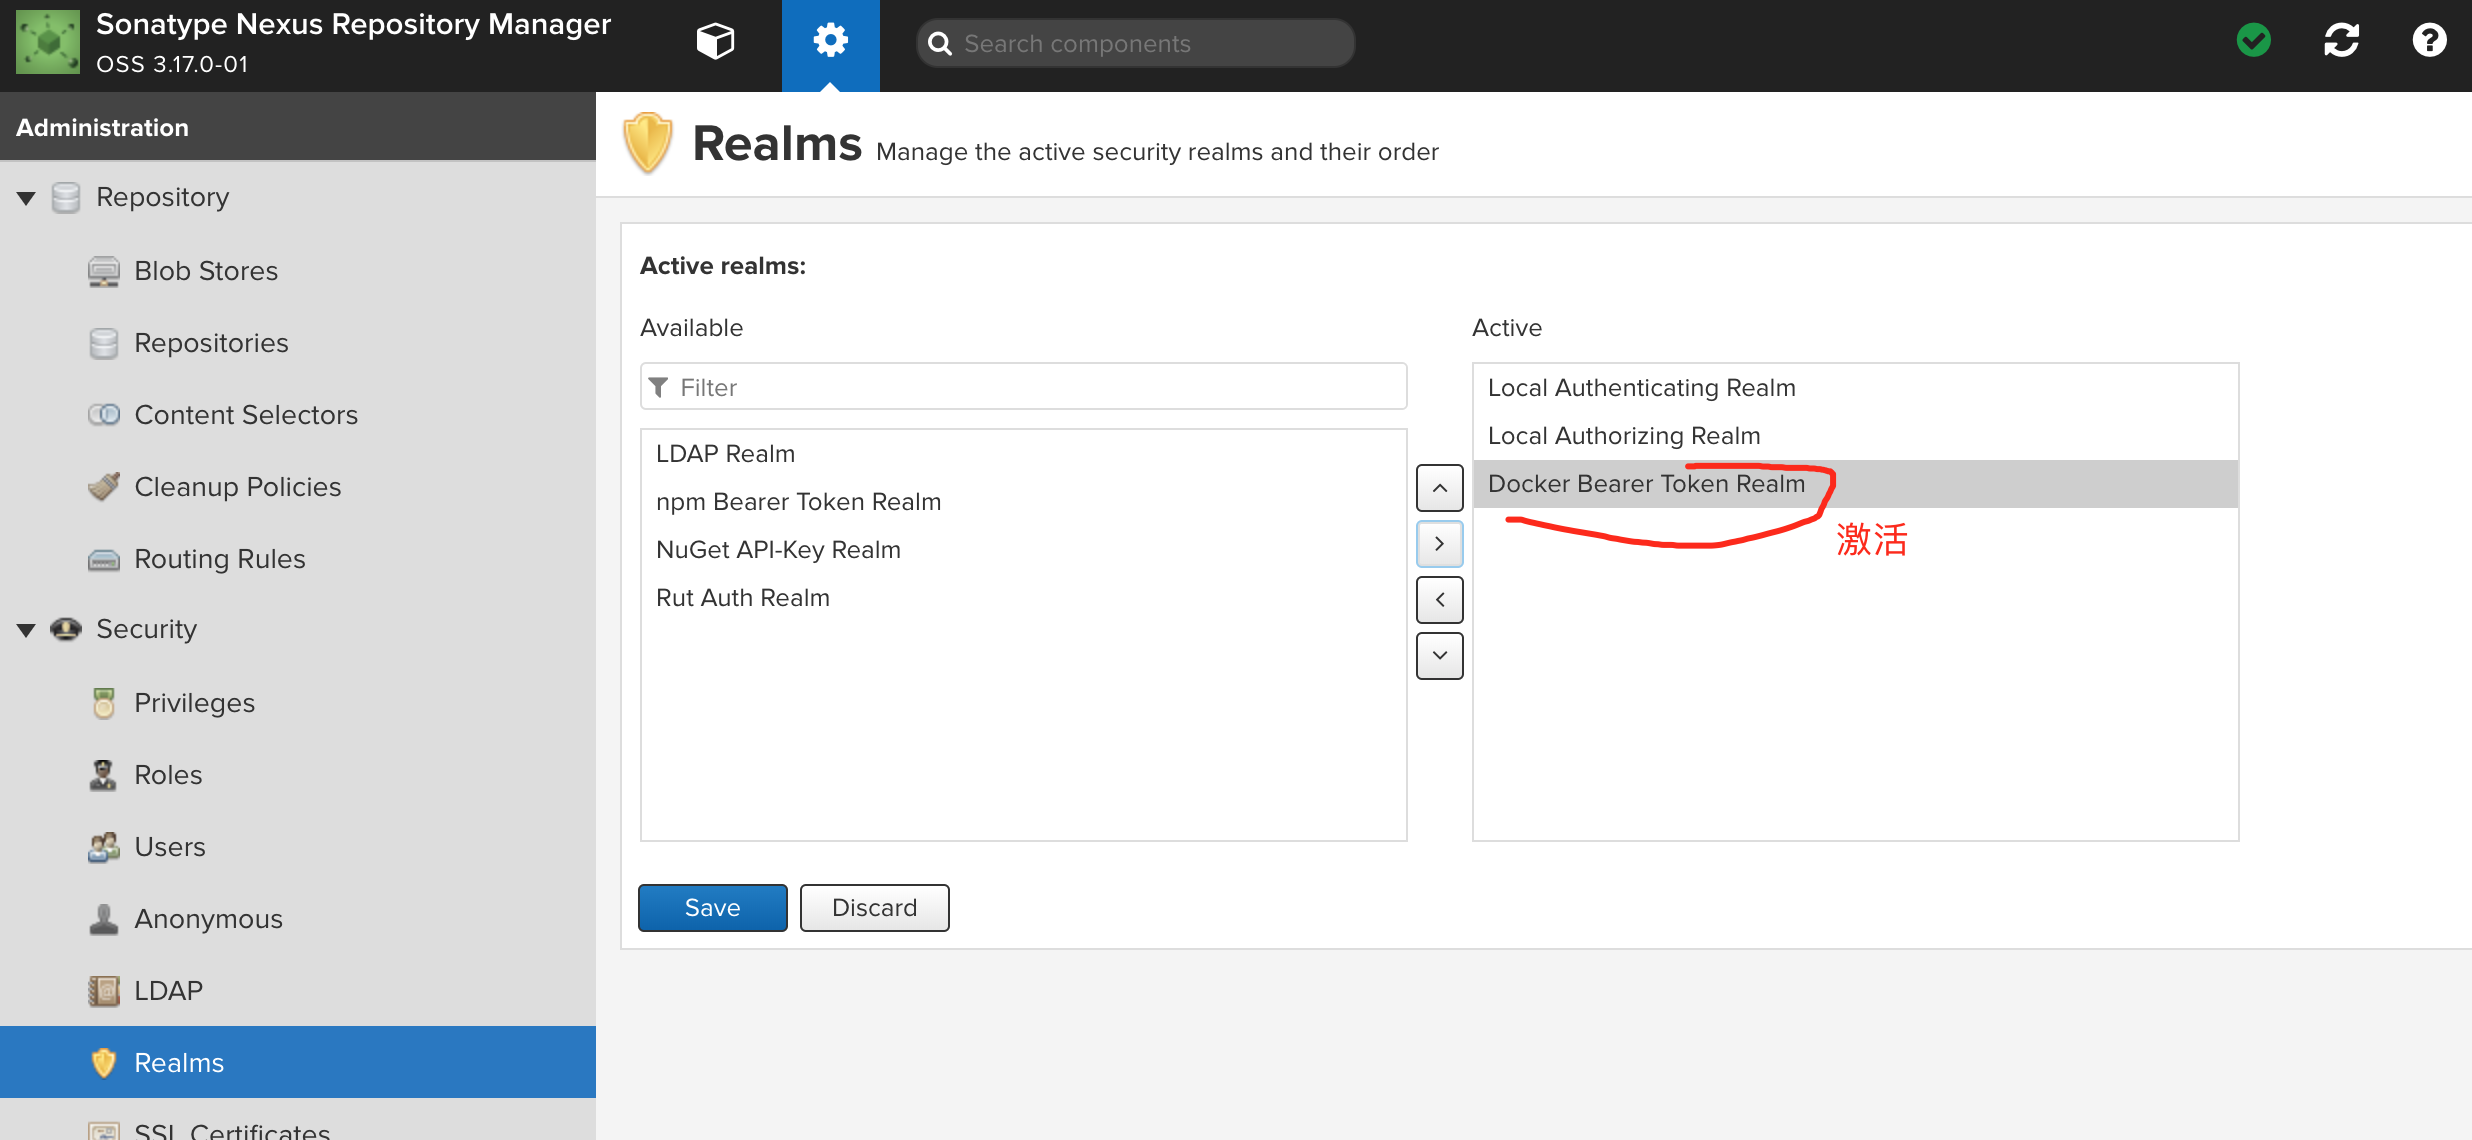 Sonatype Nexus Repository Manager
OSS 3.17.0-01
Search components
Administration
Repository
Blob Stores
Repositories
Content Selectors
Cleanup Policies
Routing Rules
Security
Privileges
Roles
Users
Anonymous
LDAP
Realms
SSL Certificates
Realms Manage the active security realms and their order
Active realms:
Available
Filter
LDAP Realm
npm Bearer Token Realm
NuGet API-Key Realm
Rut Auth Realm
Active
Local Authenticating Realm
Local Authorizing Realm
Docker Bearer Token Realm
激活
Save
Discard